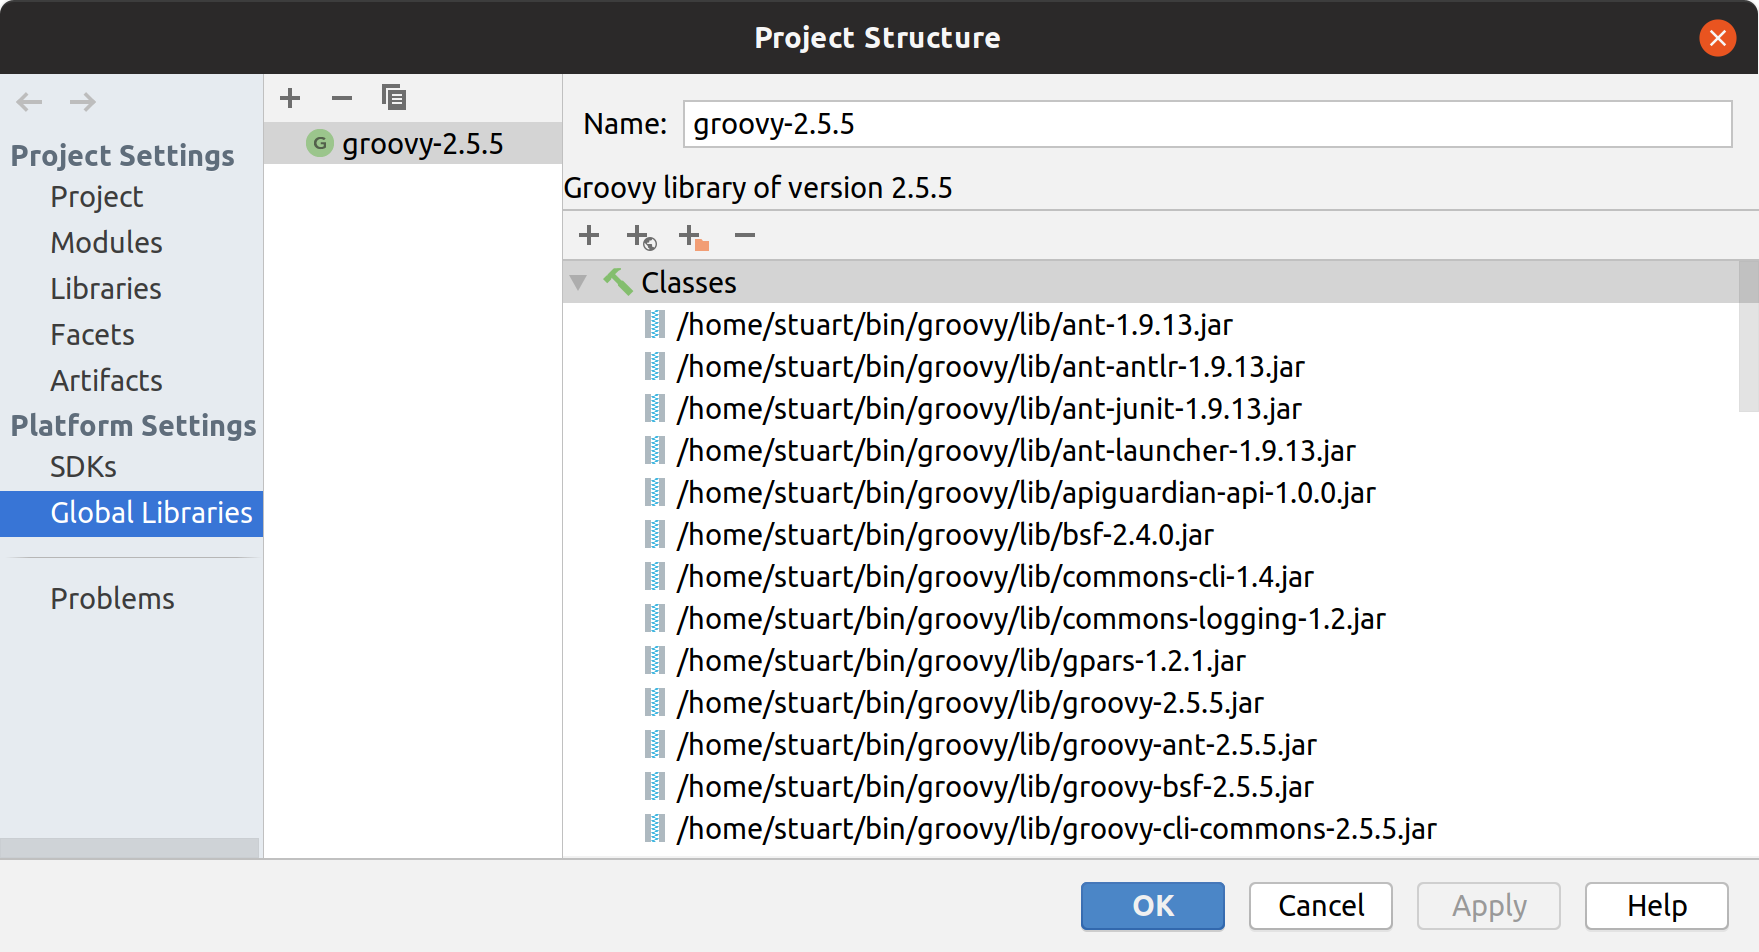 Project Structure
Project Settings
Project
Modules
Libraries
Facets
Artifacts
Platform Settings
SDKs
Global Libraries
Problems
G groovy-2.5.5
Name: groovy-2.5.5
Groovy library of version 2.5.5
Classes
/home/stuart/bin/groovy/lib/ant-1.9.13.jar
/home/stuart/bin/groovy/lib/ant-antlr-1.9.13.jar
/home/stuart/bin/groovy/lib/ant-junit-1.9.13.jar
/home/stuart/bin/groovy/lib/ant-launcher-1.9.13.jar
/home/stuart/bin/groovy/lib/apiguardian-api-1.0.0.jar
/home/stuart/bin/groovy/lib/bsf-2.4.0.jar
/home/stuart/bin/groovy/lib/commons-cli-1.4.jar
/home/stuart/bin/groovy/lib/commons-logging-1.2.jar
/home/stuart/bin/groovy/lib/gpars-1.2.1.jar
/home/stuart/bin/groovy/lib/groovy-2.5.5.jar
/home/stuart/bin/groovy/lib/groovy-ant-2.5.5.jar
/home/stuart/bin/groovy/lib/groovy-bsf-2.5.5.jar
/home/stuart/bin/groovy/lib/groovy-cli-commons-2.5.5.jar
OK Cancel Apply Help